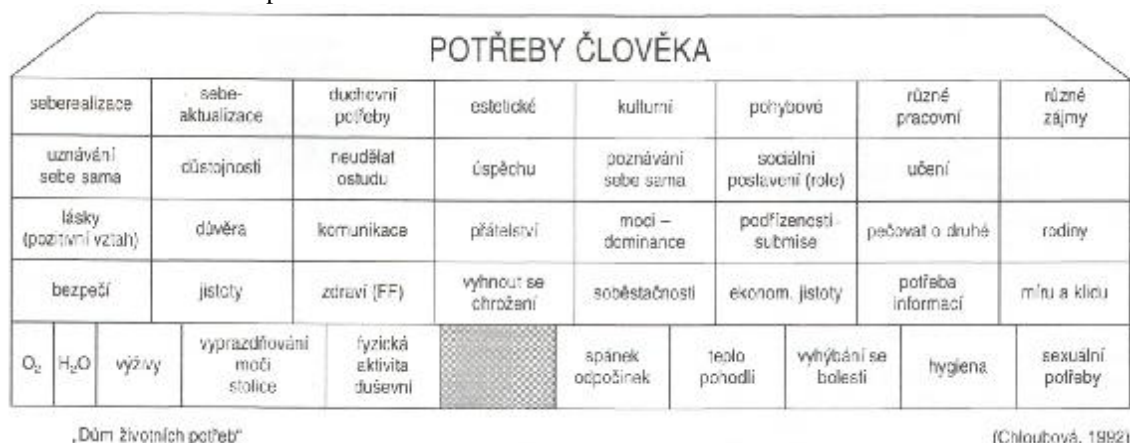 POTŘEBY ČLOVĚKA
seberealizace
sebe-
aktualizace
duchovní
potřeby
estetické
kulturní
pohybové
různé
pracovní
různé
zájmy
uznávání
sebe sama
důstojnosti
neudělat
ostudu
úspěchu
poznávání
sebe sama
sociální
postavení (role)
učení
lásky
(pozitivní vztah)
důvěra
komunikace
přátelství
moci –
dominance
podřízenosti-
submise
pečovat o druhé
rodiny
bezpečí
jistoty
zdraví (FF)
vyhnout se
ohrožení
soběstačnosti
ekonom. jistoty
potřeba
informací
míru a klidu
O₂
H₂O
výživy
vyprazdňování
moči
stolice
fyzická
aktivita
duševní
spánek
odpočinek
teplo
pohodlí
vyhýbání se
bolesti
hygiena
sexuální
potřeby
„Dům životních potřeb"
(Chloubová, 1992)